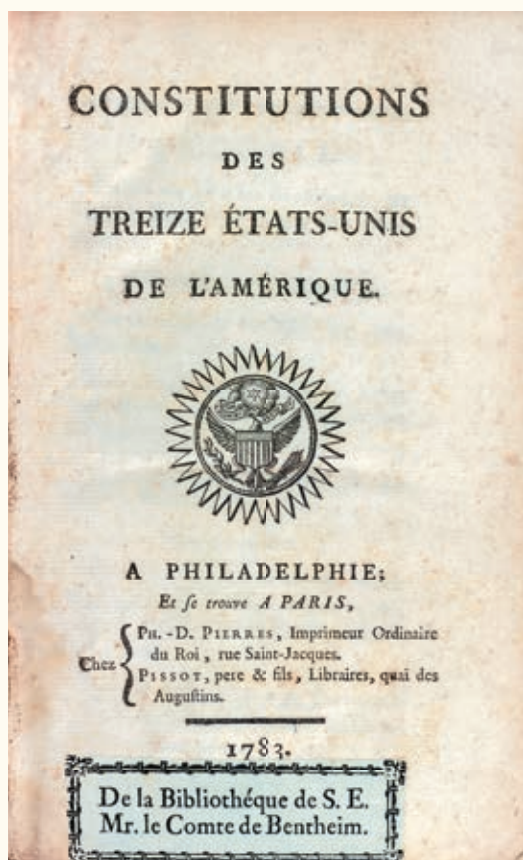 CONSTITUTIONS
DES
TREIZE ÉTATS-UNIS
DE L'AMÉRIQUE.
A PHILADELPHIE;
Et ſe trouve A PARIS,
Chez
PH.-D. PIERRES, Imprimeur Ordinaire
du Roi, rue Saint-Jacques.
PISSOT, pere & fils, Libraires, quai des
Auguſtins.
1783.
De la Bibliothéque de S. E.
Mr. le Comte de Bentheim.